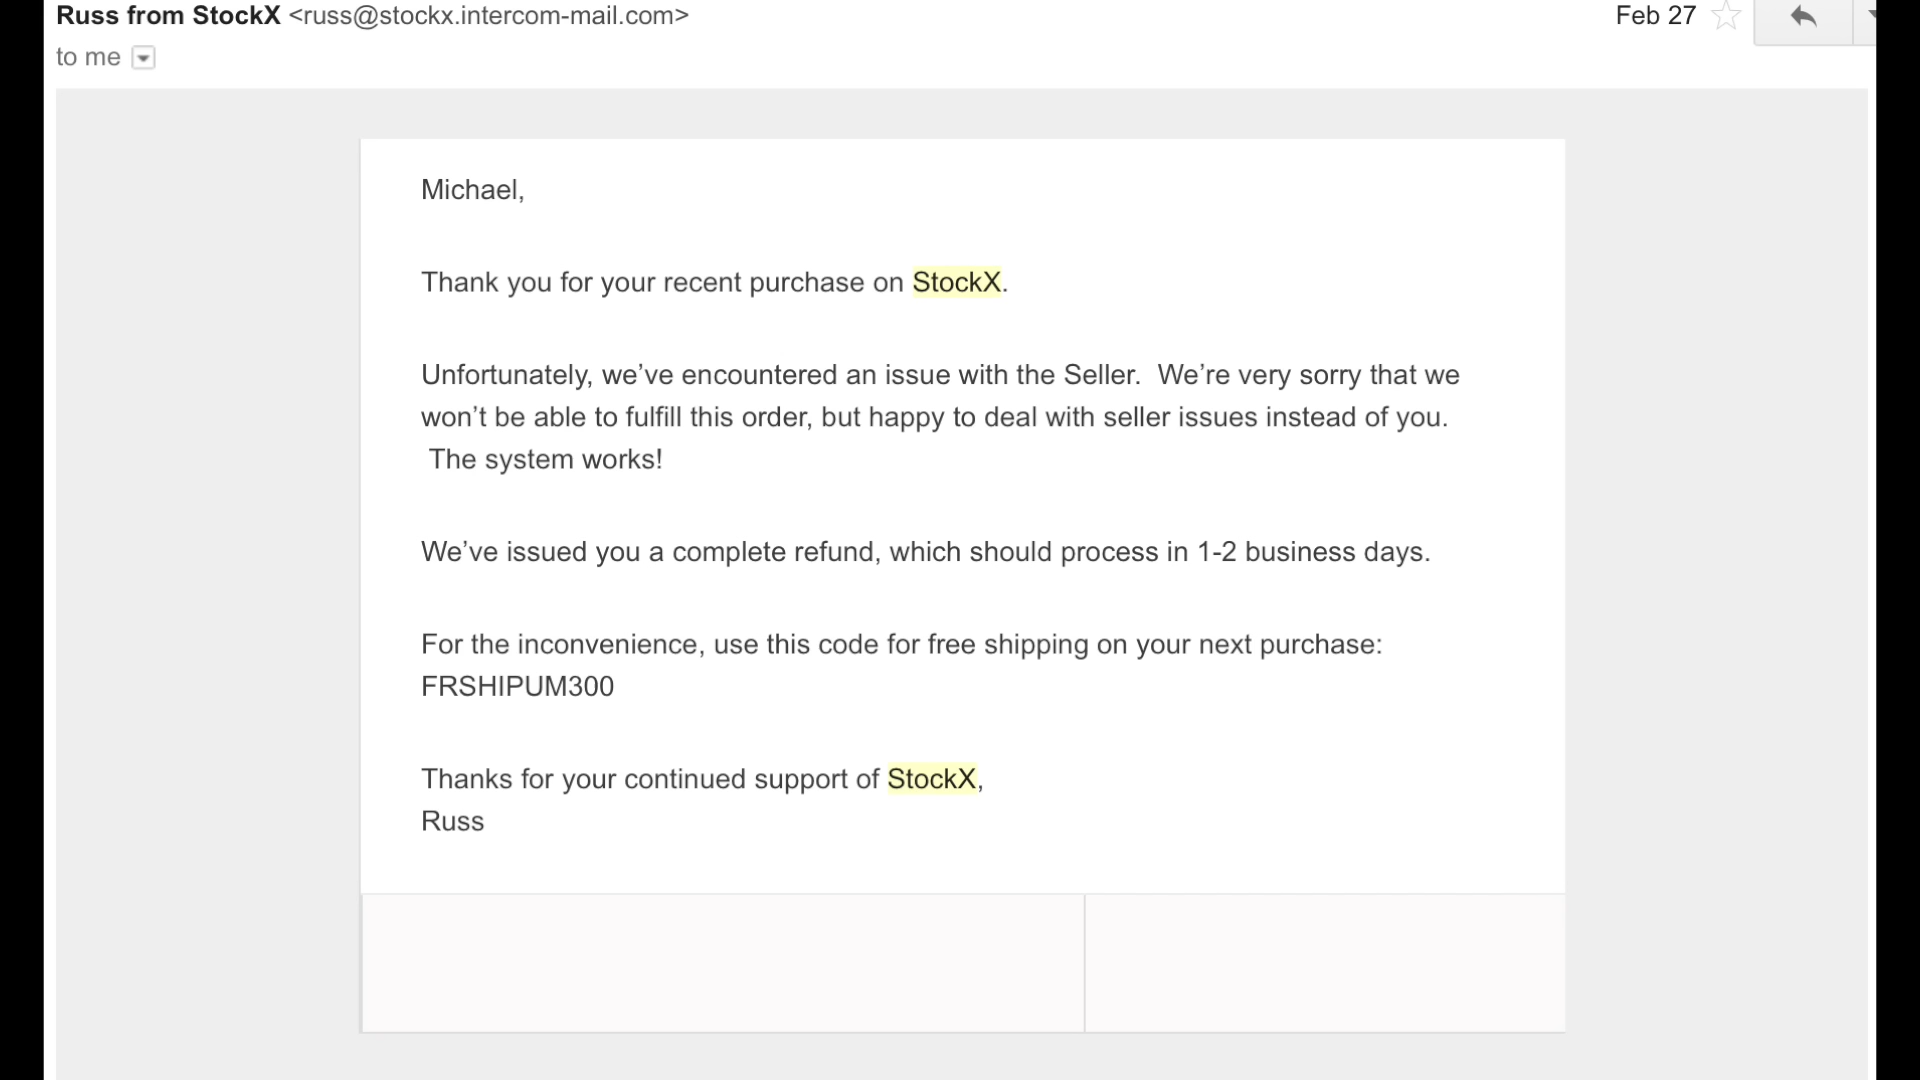 Russ from StockX <russ@stockx.intercom-mail.com> Feb 27
to me
Michael,
Thank you for your recent purchase on StockX.
Unfortunately, we’ve encountered an issue with the Seller.  We’re very sorry that we
won’t be able to fulfill this order, but happy to deal with seller issues instead of you.
The system works!
We’ve issued you a complete refund, which should process in 1-2 business days.
For the inconvenience, use this code for free shipping on your next purchase:
FRSHIPUM300
Thanks for your continued support of StockX,
Russ